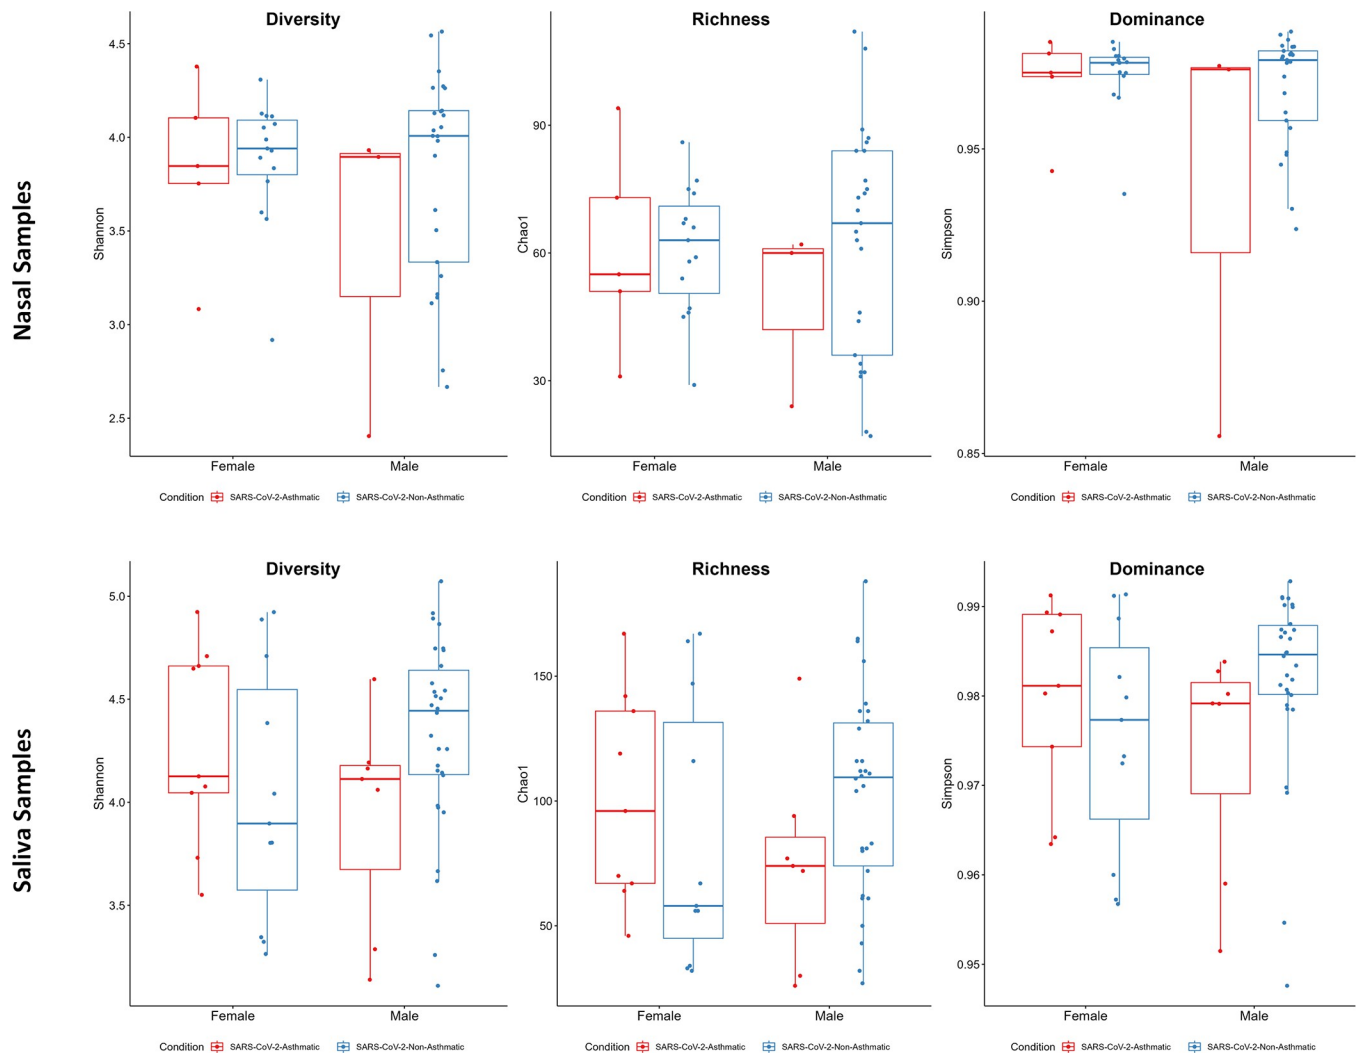 Nasal Samples
Diversity
Shannon
4.5
4.0
3.5
3.0
2.5
Female
Male
Condition SARS-CoV-2-Asthmatic SARS-CoV-2-Non-Asthmatic
Richness
Chao1
90
60
30
Female
Male
Condition SARS-CoV-2-Asthmatic SARS-CoV-2-Non-Asthmatic
Dominance
Simpson
0.95
0.90
0.85
Female
Male
Condition SARS-CoV-2-Asthmatic SARS-CoV-2-Non-Asthmatic
Saliva Samples
Diversity
Shannon
5.0
4.5
4.0
3.5
Female
Male
Condition SARS-CoV-2-Asthmatic SARS-CoV-2-Non-Asthmatic
Richness
Chao1
150
100
50
Female
Male
Condition SARS-CoV-2-Asthmatic SARS-CoV-2-Non-Asthmatic
Dominance
Simpson
0.99
0.98
0.97
0.96
0.95
Female
Male
Condition SARS-CoV-2-Asthmatic SARS-CoV-2-Non-Asthmatic